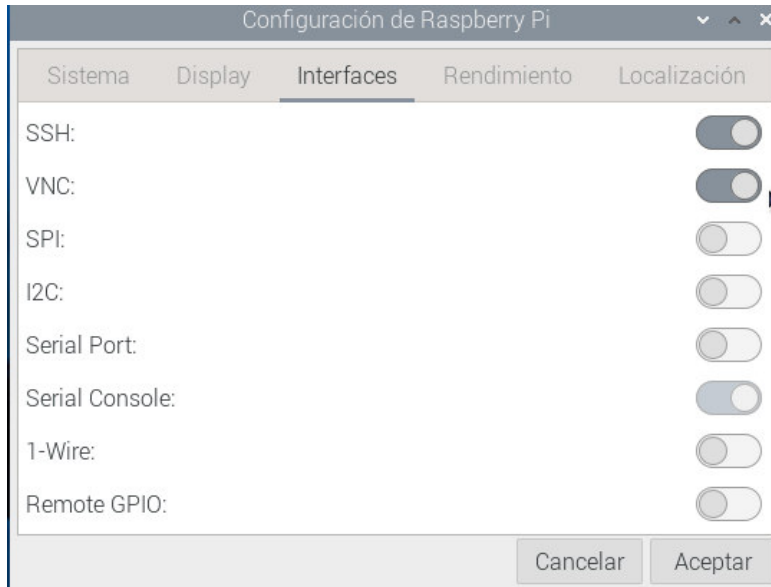 Configuración de Raspberry Pi
Sistema Display Interfaces Rendimiento Localización
SSH:
VNC:
SPI:
I2C:
Serial Port:
Serial Console:
1-Wire:
Remote GPIO:
Cancelar Aceptar